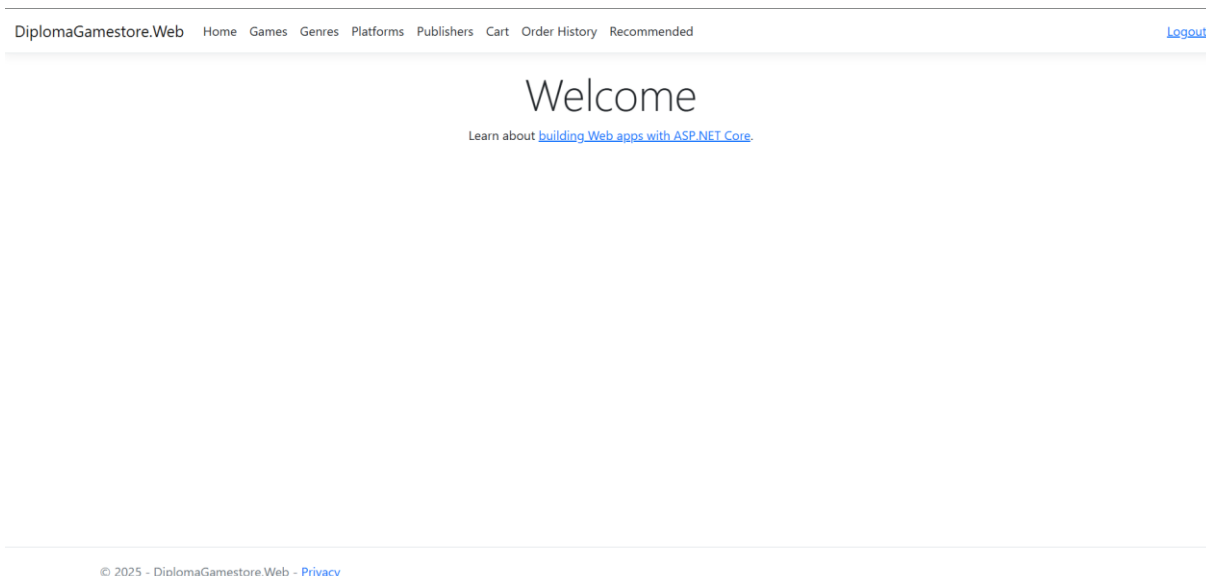 DiplomaGamestore.Web Home Games Genres Platforms Publishers Cart Order History Recommended Logout
Welcome
Learn about building Web apps with ASP.NET Core.
© 2025 - DiplomaGamestore.Web - Privacy